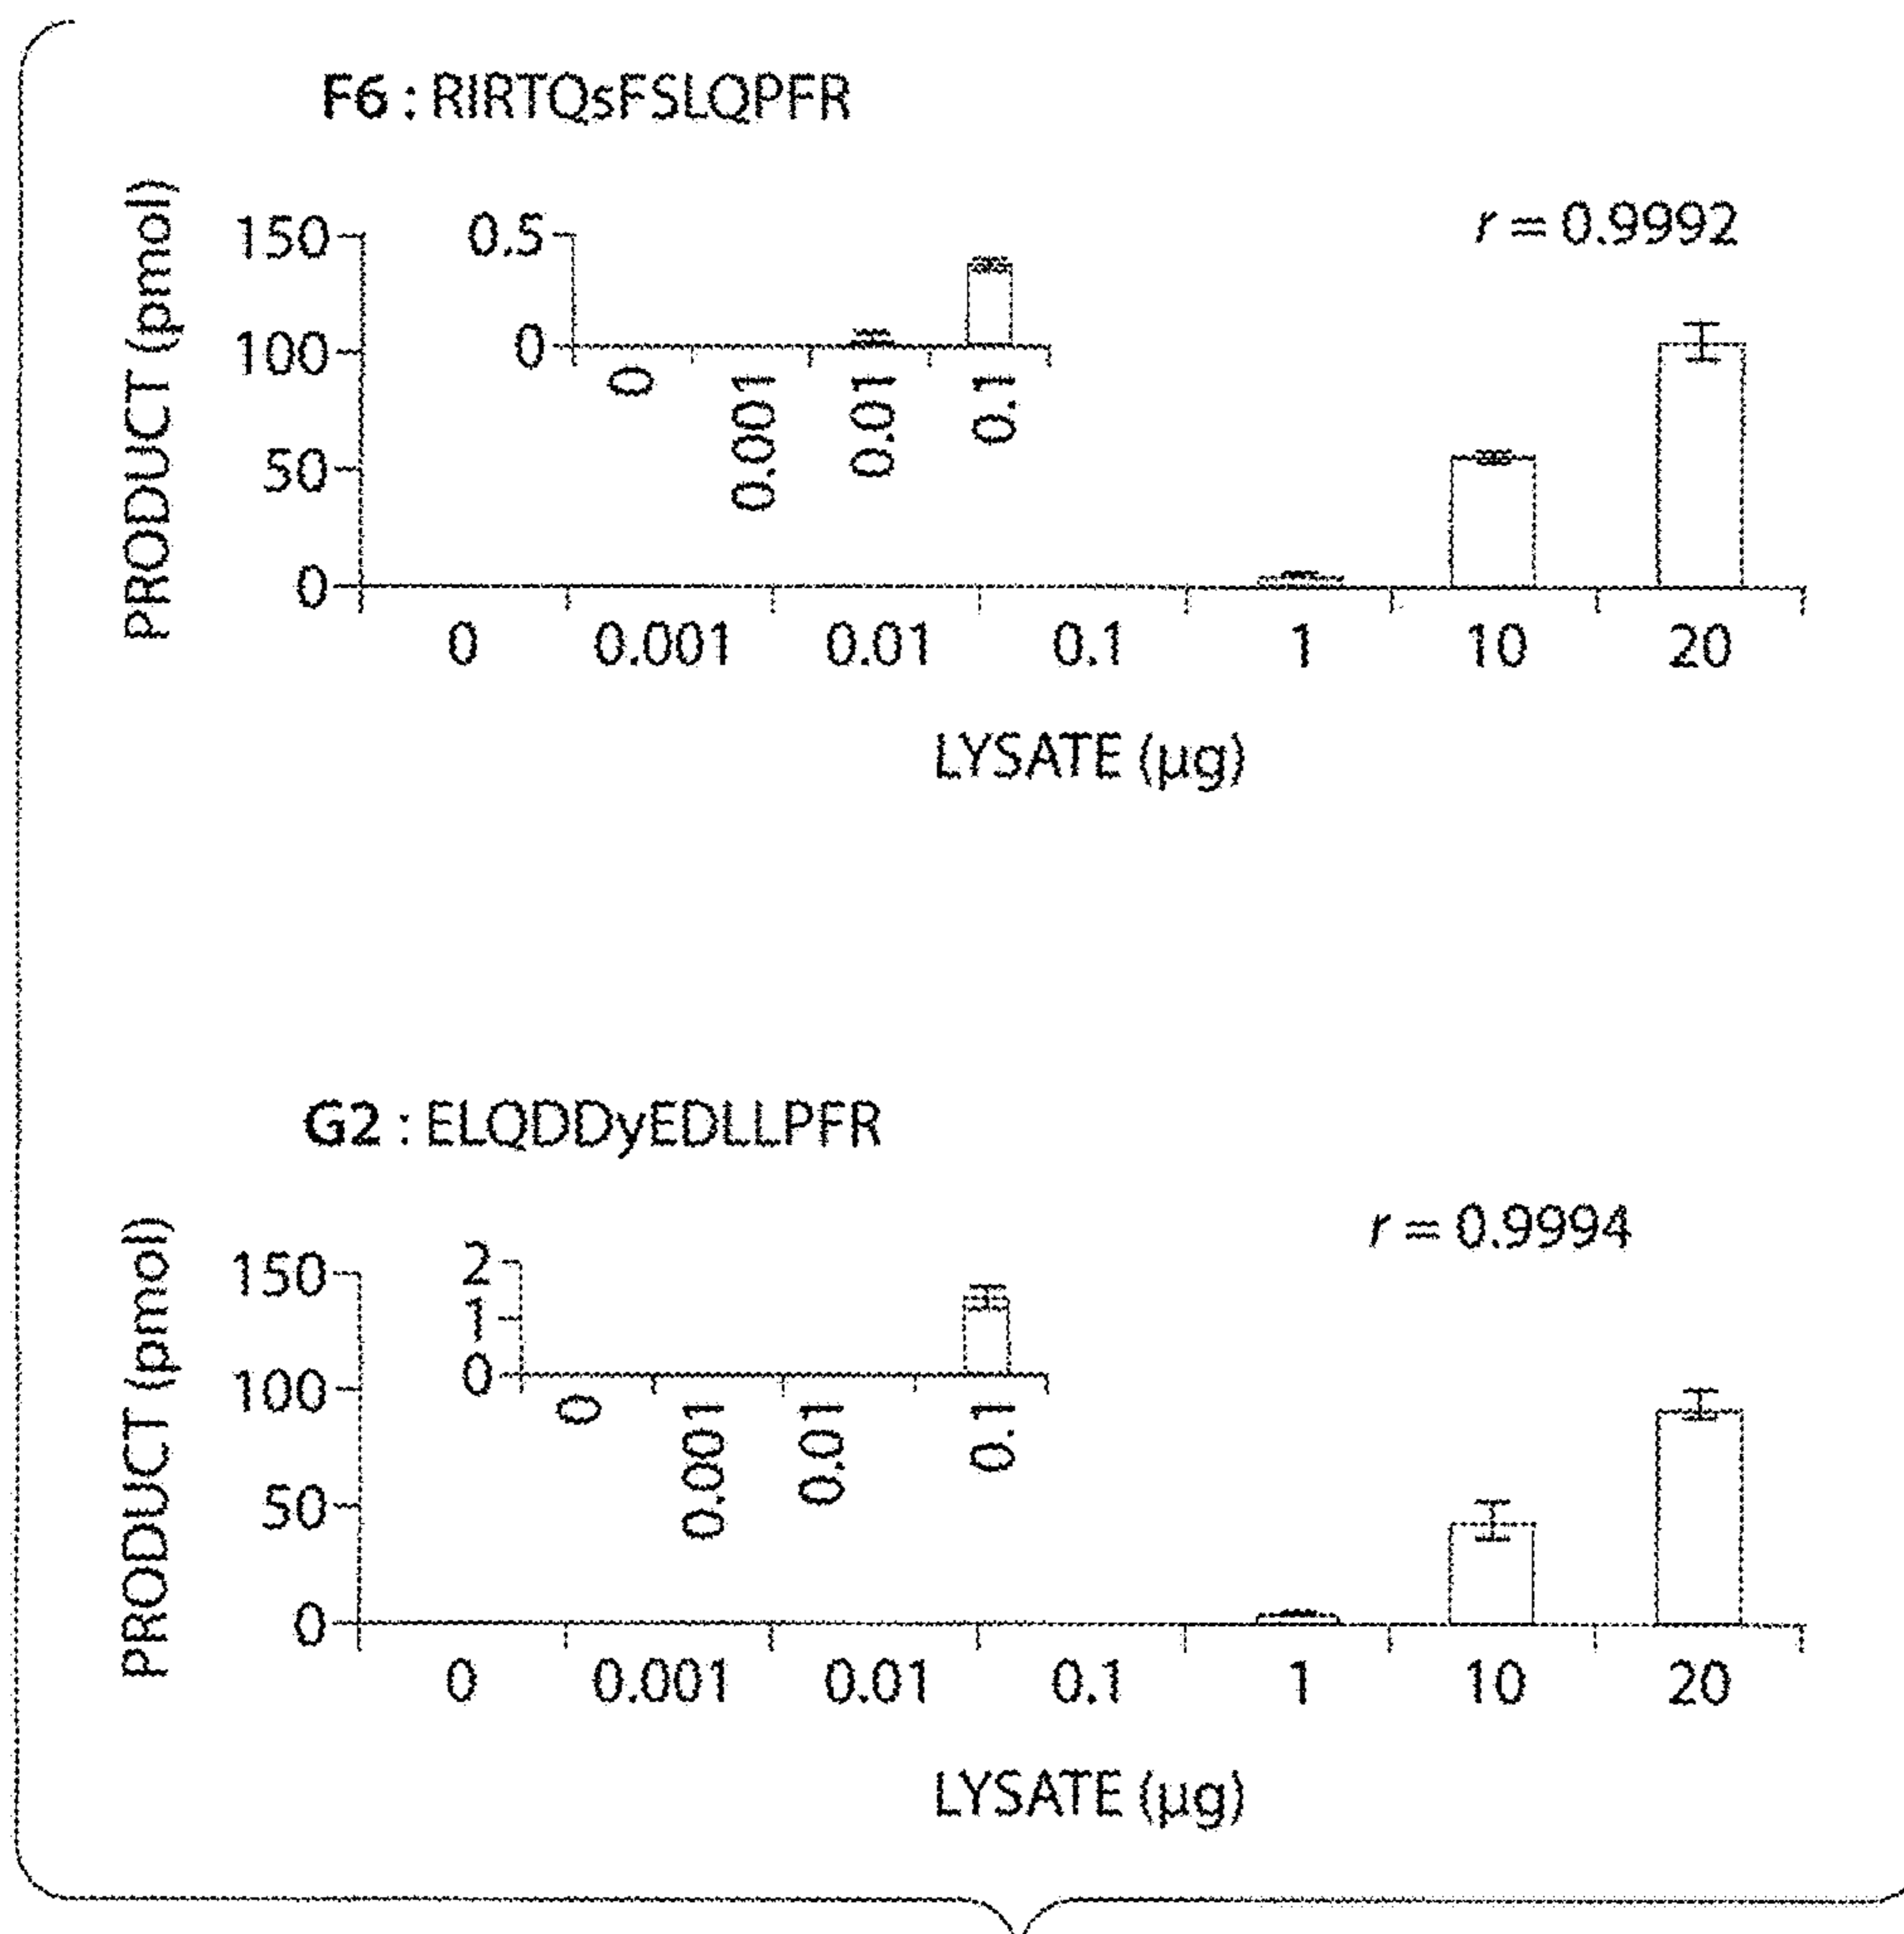 F6 : RIRTQsFSLQPFR
r = 0.9992
PRODUCT (pmol)
150
100
50
0
0.5
0
0
0.001
0.01
0.1
0 0.001 0.01 0.1 1 10 20
LYSATE (µg)
G2 : ELQDDyEDLLPFR
r = 0.9994
PRODUCT (pmol)
150
100
50
0
2
1
0
0
0.001
0.01
0.1
0 0.001 0.01 0.1 1 10 20
LYSATE (µg)